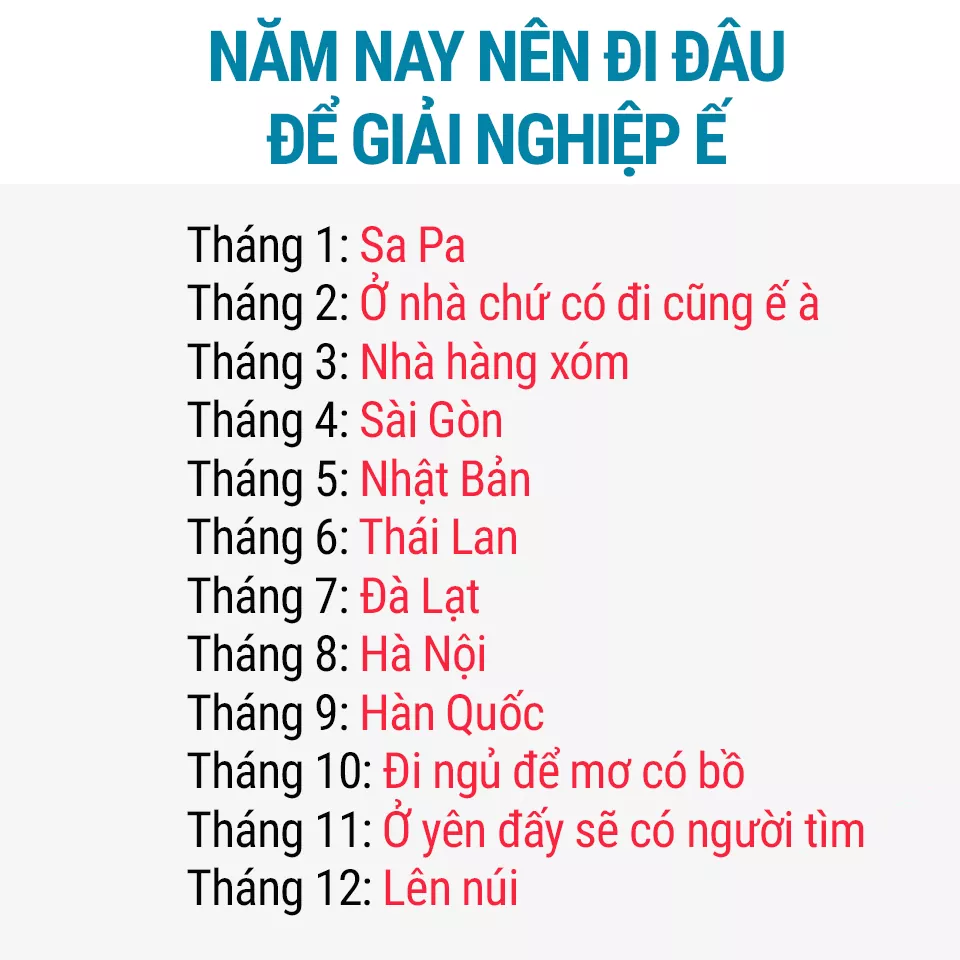 NĂM NAY NÊN ĐI ĐÂU
ĐỂ GIẢI NGHIỆP Ế
Tháng 1: Sa Pa
Tháng 2: Ở nhà chứ có đi cũng ế à
Tháng 3: Nhà hàng xóm
Tháng 4: Sài Gòn
Tháng 5: Nhật Bản
Tháng 6: Thái Lan
Tháng 7: Đà Lạt
Tháng 8: Hà Nội
Tháng 9: Hàn Quốc
Tháng 10: Đi ngủ để mơ có bồ
Tháng 11: Ở yên đấy sẽ có người tìm
Tháng 12: Lên núi